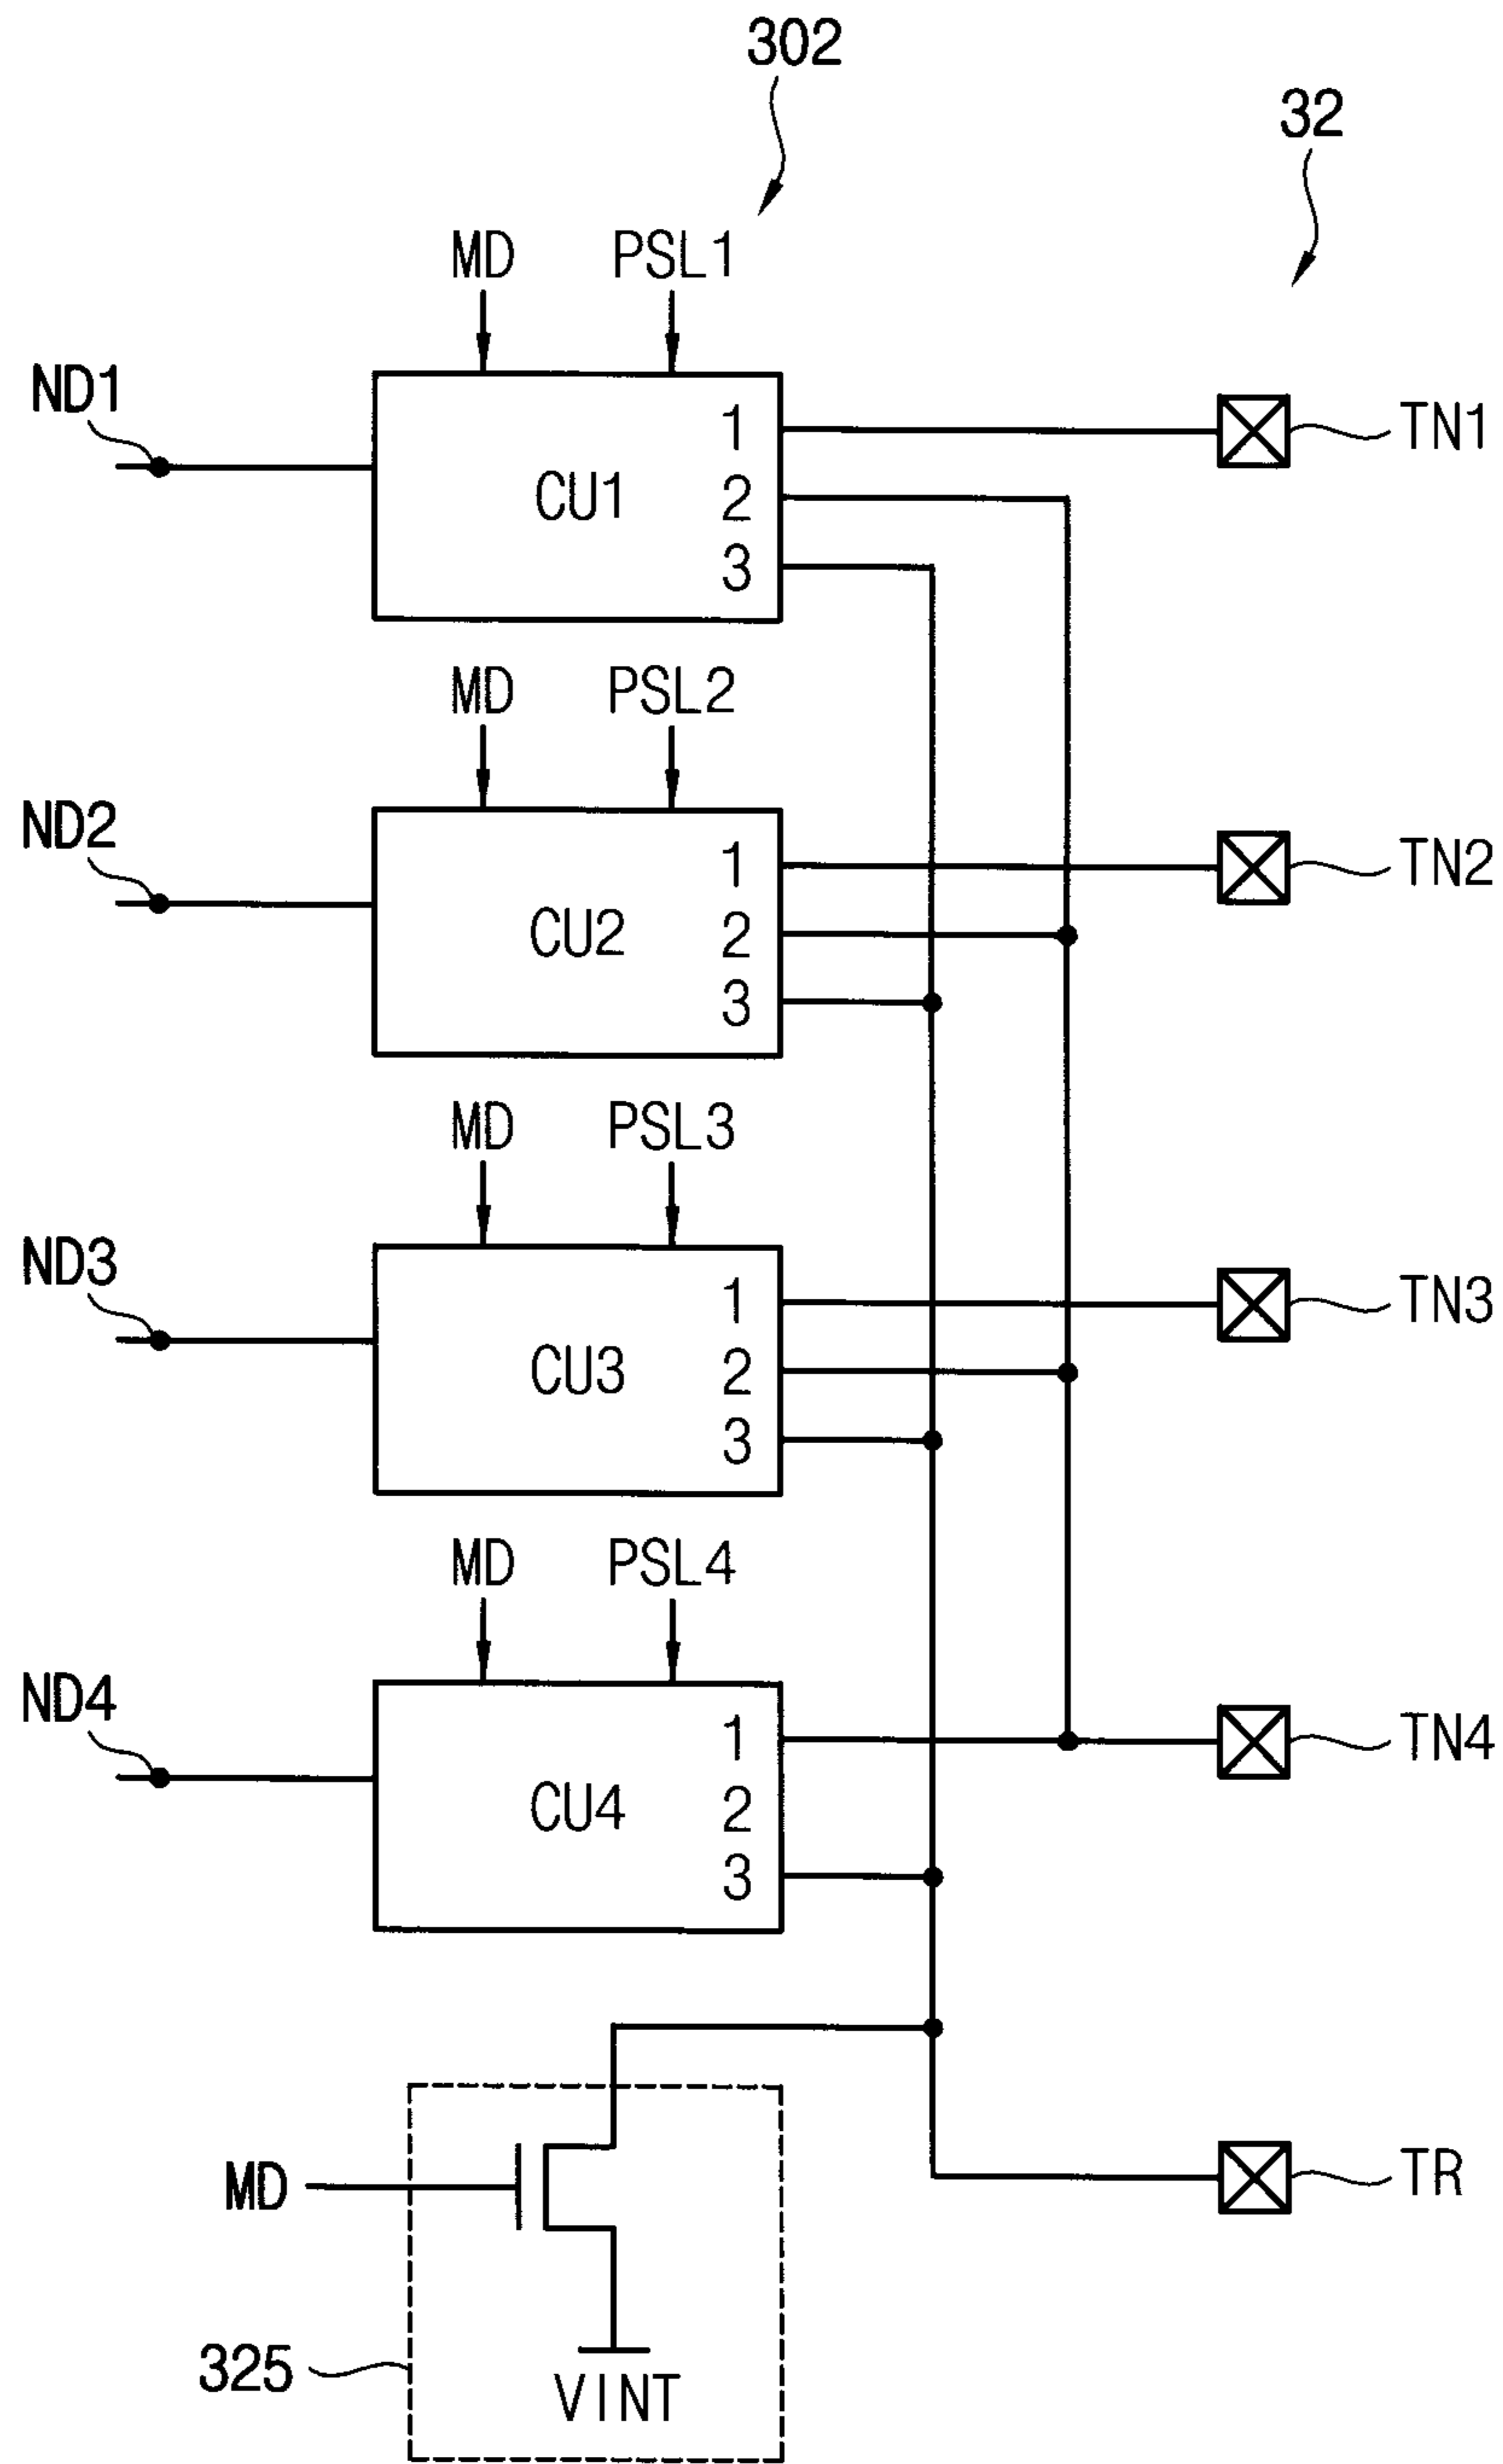 302
32
MD PSL1
ND1
1
TN1
CU1
2
3
MD PSL2
ND2
1
TN2
CU2
2
3
MD PSL3
ND3
1
TN3
CU3
2
3
MD PSL4
ND4
1
TN4
CU4
2
3
MD
TR
325
VINT